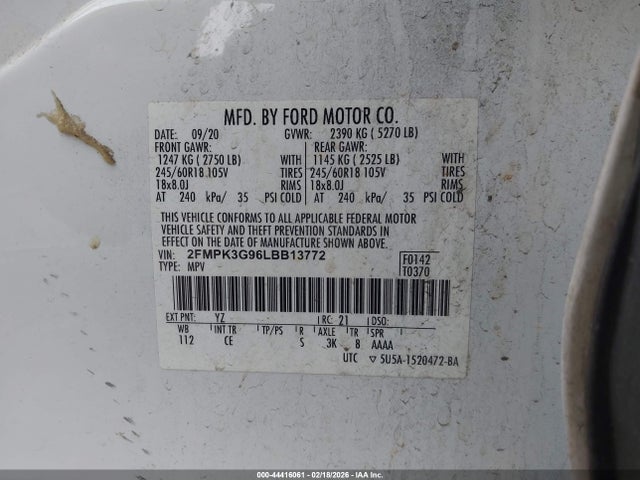 MFD. BY FORD MOTOR CO.
DATE: 09/20 GVWR: 2390 KG ( 5270 LB)
FRONT GAWR: REAR GAWR:
1247 KG ( 2750 LB) WITH 1145 KG ( 2525 LB) WITH
245/60R18 105V TIRES 245/60R18 105V TIRES
18x8.0J RIMS 18x8.0J RIMS
AT 240 kPa/ 35 PSI COLD AT 240 kPa/ 35 PSI COLD
THIS VEHICLE CONFORMS TO ALL APPLICABLE FEDERAL MOTOR
VEHICLE SAFETY AND THEFT PREVENTION STANDARDS IN
EFFECT ON THE DATE OF MANUFACTURE SHOWN ABOVE.
VIN: 2FMPK3G96LBB13772 F0142
TYPE: MPV T0370
EXT PNT: YZ RC: 21 DSO:
WB INT TR TP/PS R AXLE TR SPR
112 CE S 3K 8 AAAA
UTC ▽ 5U5A-1520472-BA
000-44416061 - 02/18/2026 - IAAI.COM